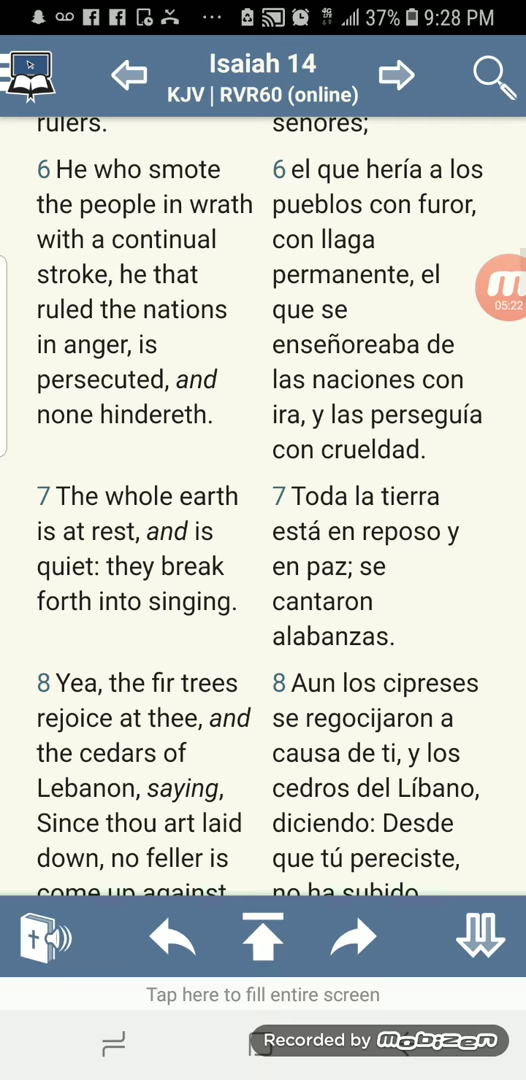 37% 9:28 PM
Isaiah 14
KJV | RVR60 (online)
rulers.
6 He who smote
the people in wrath
with a continual
stroke, he that
ruled the nations
in anger, is
persecuted, and
none hindereth.
7 The whole earth
is at rest, and is
quiet: they break
forth into singing.
8 Yea, the fir trees
rejoice at thee, and
the cedars of
Lebanon, saying,
Since thou art laid
down, no feller is
come up against
señores;
6 el que hería a los
pueblos con furor,
con llaga
permanente, el
que se
enseñoreaba de
las naciones con
ira, y las perseguía
con crueldad.
7 Toda la tierra
está en reposo y
en paz; se
cantaron
alabanzas.
8 Aun los cipreses
se regocijaron a
causa de ti, y los
cedros del Líbano,
diciendo: Desde
que tú pereciste,
no ha subido
05:22
Tap here to fill entire screen
Recorded by mobizen